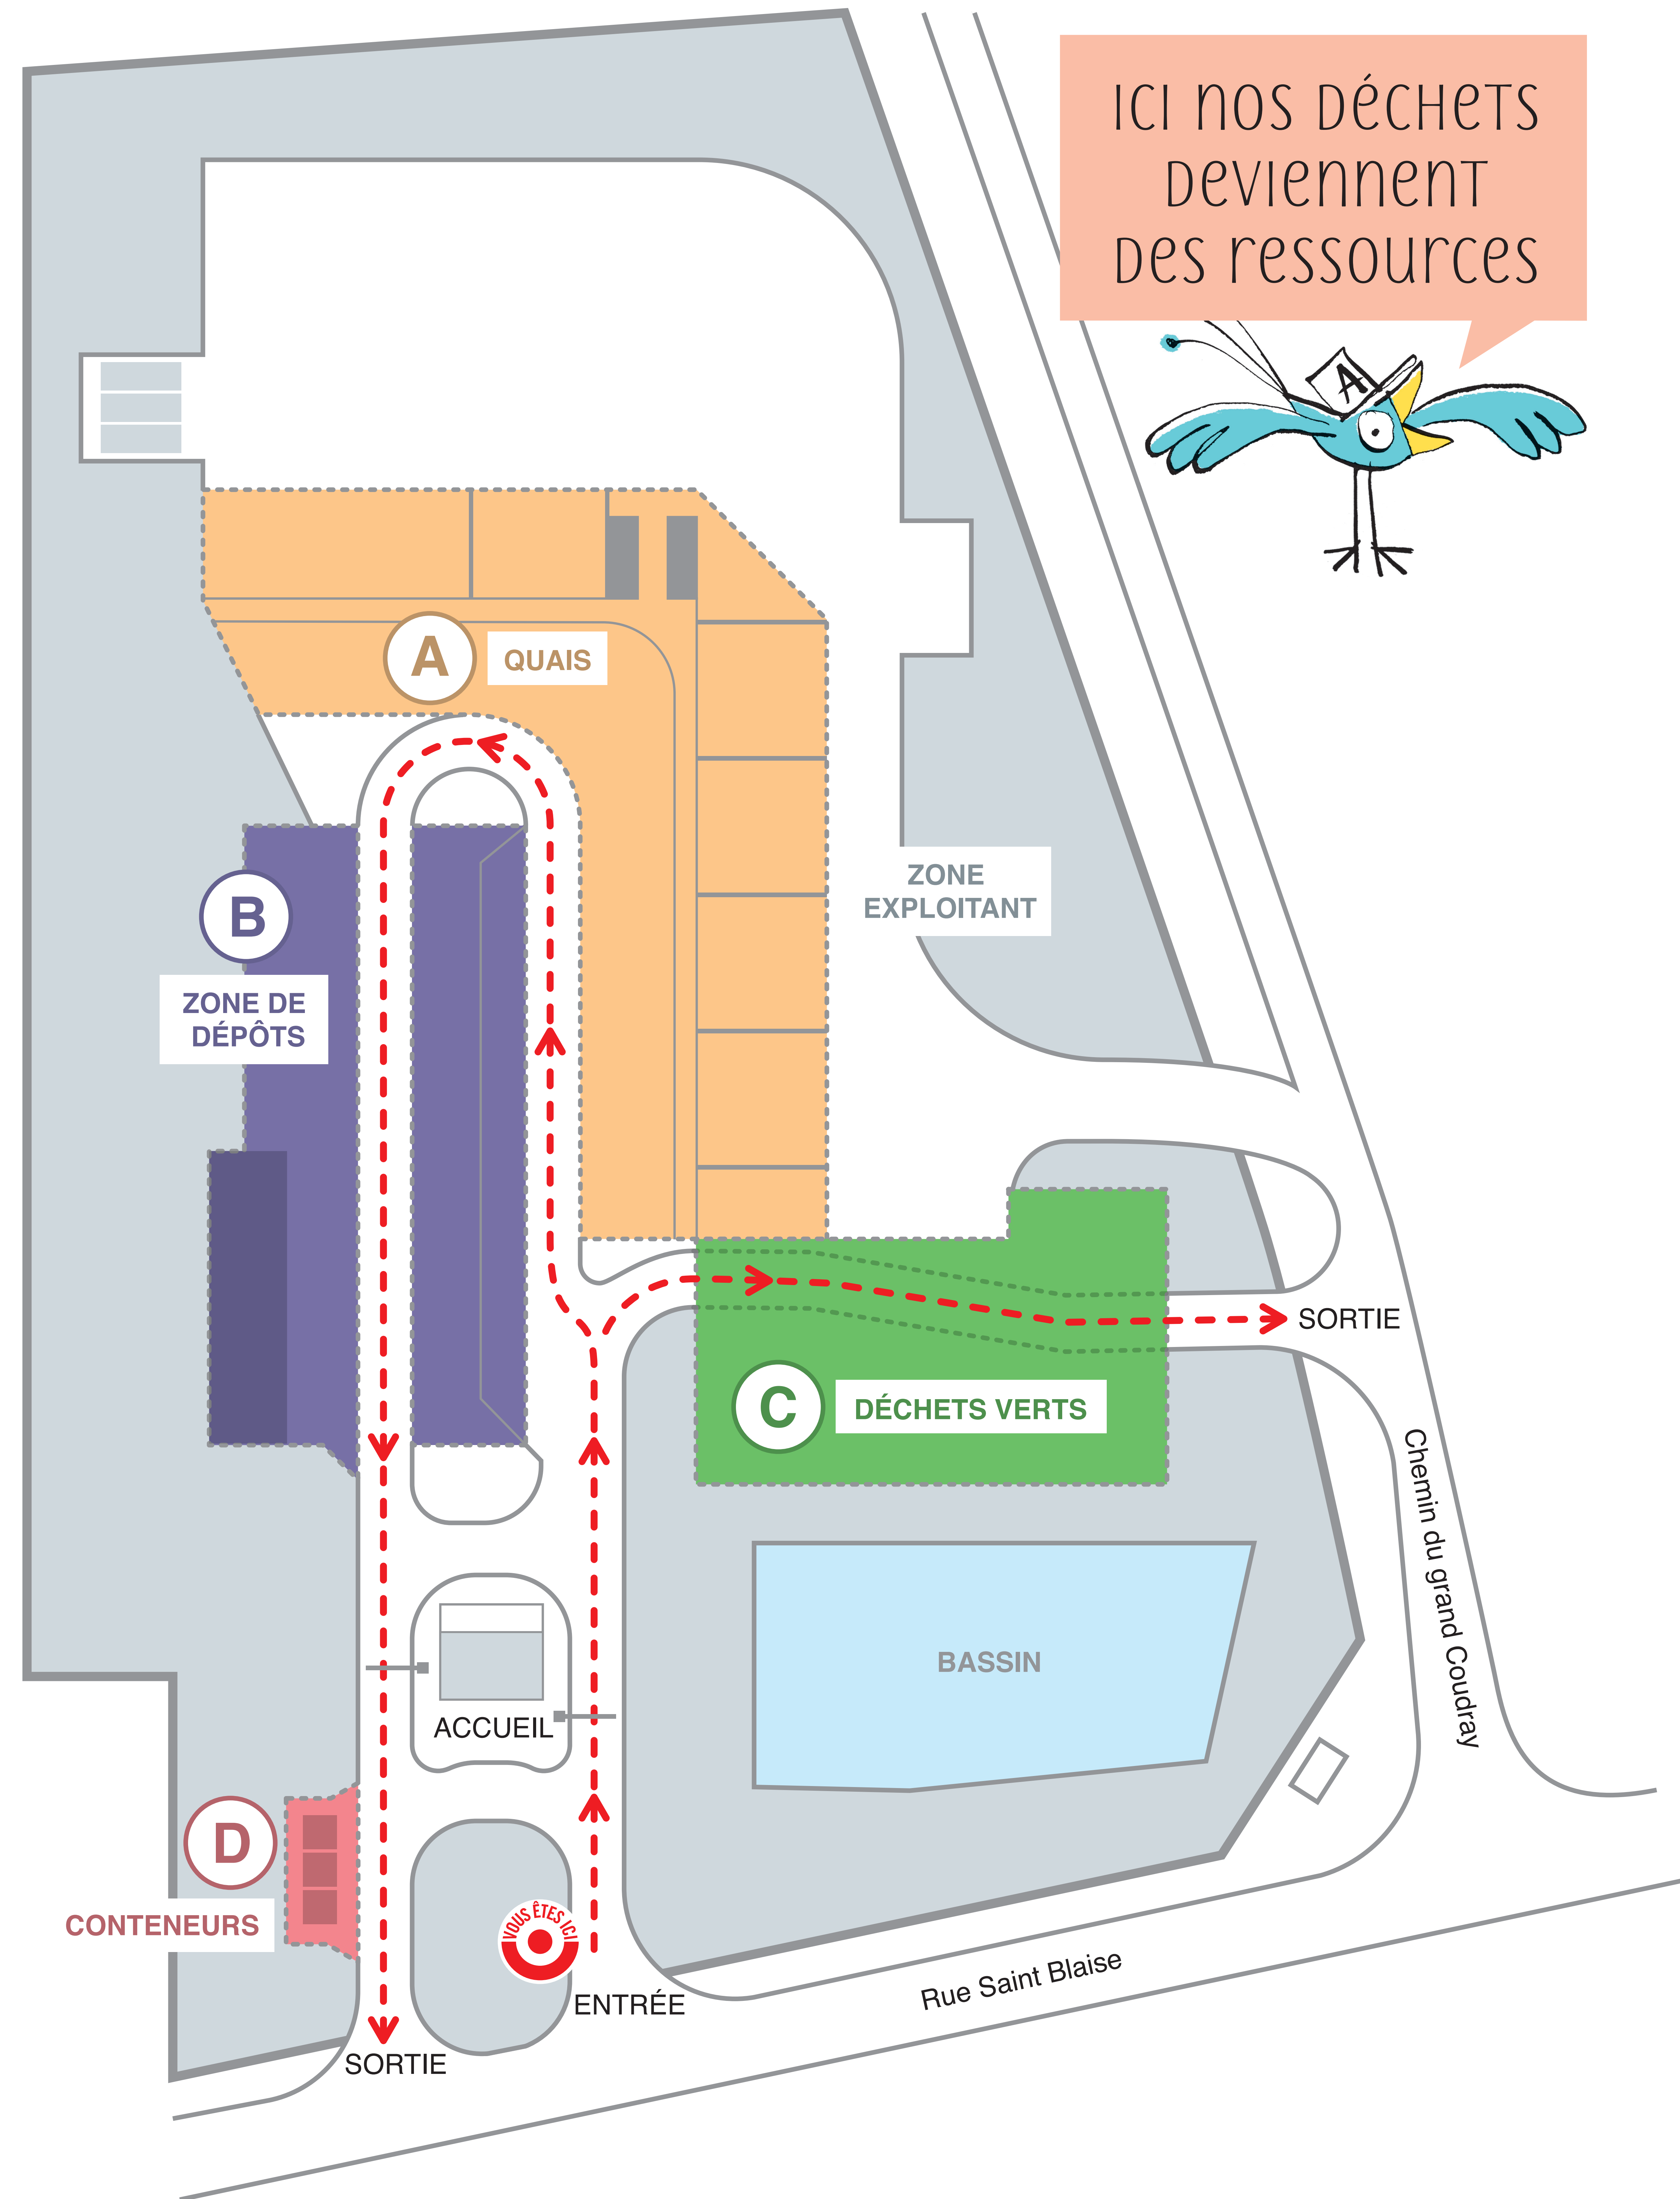 ICI NOS DÉCHETS
DEVIENNENT
DES RESSOURCES
A
A
QUAIS
ZONE
EXPLOITANT
B
ZONE DE
DÉPÔTS
SORTIE
C
DÉCHETS VERTS
Chemin du grand Coudray
BASSIN
ACCUEIL
D
CONTENEURS
VOUS ÊTES ICI
ENTRÉE
Rue Saint Blaise
SORTIE